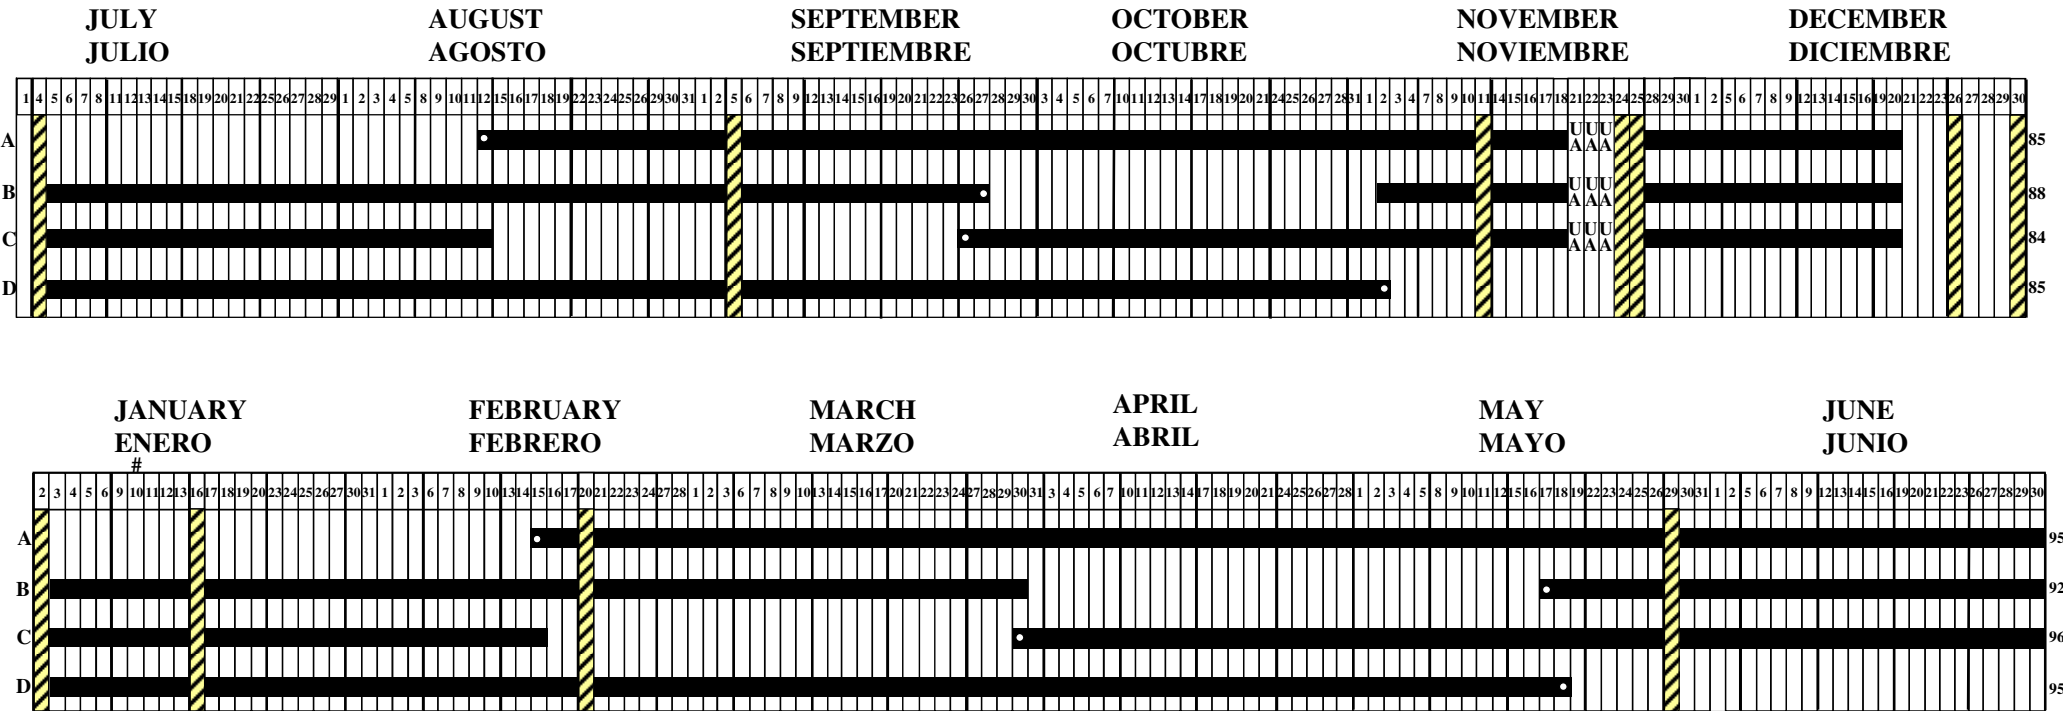 JULY AUGUST SEPTEMBER OCTOBER NOVEMBER DECEMBER
JULIO AGOSTO SEPTIEMBRE OCTUBRE NOVIEMBRE DICIEMBRE
1 4 5 6 7 8 11 12 13 14 15 18 19 20 21 22 25 26 27 28 29 1 2 3 4 5 8 9 10 11 12 15 16 17 18 19 22 23 24 25 26 29 30 31 1 2 5 6 7 8 9 12 13 14 15 16 19 20 21 22 23 26 27 28 29 30 3 4 5 6 7 10 11 12 13 14 17 18 19 20 21 24 25 26 27 28 31 1 2 3 4 7 8 9 10 11 14 15 16 17 18 21 22 23 24 25 28 29 30 1 2 5 6 7 8 9 12 13 14 15 16 19 20 21 22 23 26 27 28 29 30
A UA UA UA 85
B UA UA UA 88
C UA UA UA 84
D 85
JANUARY FEBRUARY MARCH APRIL MAY JUNE
ENERO FEBRERO MARZO ABRIL MAYO JUNIO
#
2 3 4 5 6 9 10 11 12 13 16 17 18 19 20 23 24 25 26 27 30 31 1 2 3 6 7 8 9 10 13 14 15 16 17 20 21 22 23 24 27 28 1 2 3 6 7 8 9 10 13 14 15 16 17 20 21 22 23 24 27 28 29 30 31 3 4 5 6 7 10 11 12 13 14 17 18 19 20 21 24 25 26 27 28 1 2 3 4 5 8 9 10 11 12 15 16 17 18 19 22 23 24 25 26 29 30 31 1 2 5 6 7 8 9 12 13 14 15 16 19 20 21 22 23 26 27 28 29 30
A 95
B 92
C 96
D 95